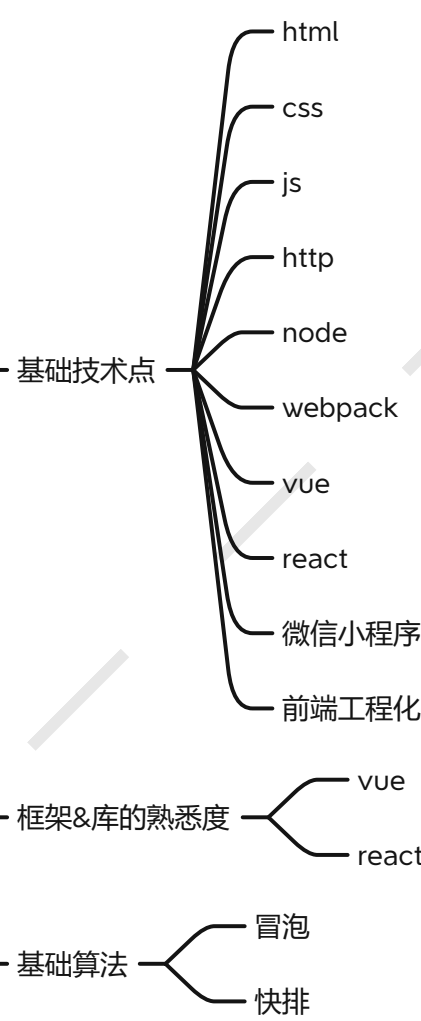 基础技术点
html
css
js
http
node
webpack
vue
react
微信小程序
前端工程化
框架&库的熟悉度
vue
react
基础算法
冒泡
快排